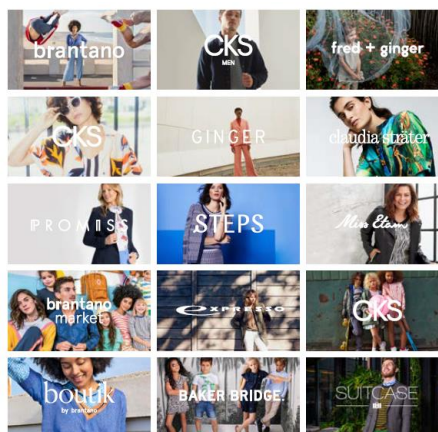 brantano
CKS
MEN
fred + ginger
CKS
GINGER
claudia sträter
PROMISS
STEPS
Miss Etam
brantano
market
EXPRESSO
CKS
boutik
by brantano
BAKER BRIDGE.
SUITCASE